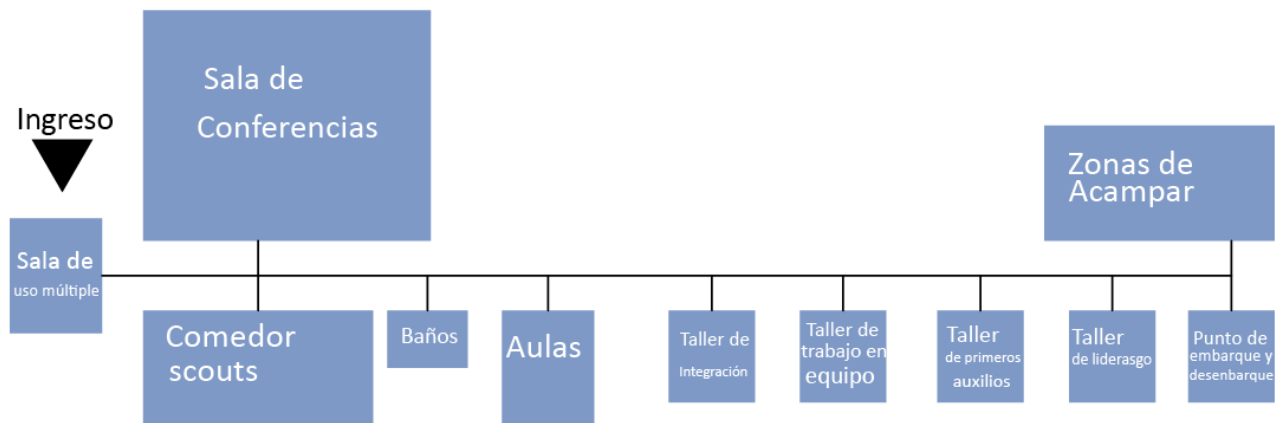 Ingreso
Sala de
uso múltiple
Sala de
Conferencias
Zonas de
Acampar
Comedor
scouts
Baños
Aulas
Taller de
Integración
Taller de
trabajo en
equipo
Taller
de primeros
auxilios
Taller
de liderasgo
Punto de
embarque y
desenbarque